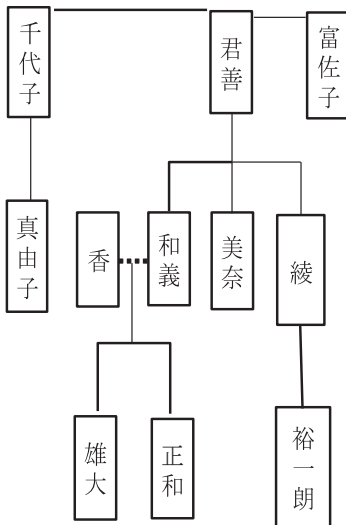 千代子
君善
富佐子
真由子
香
和義
美奈
綾
雄大
正和
裕一朗